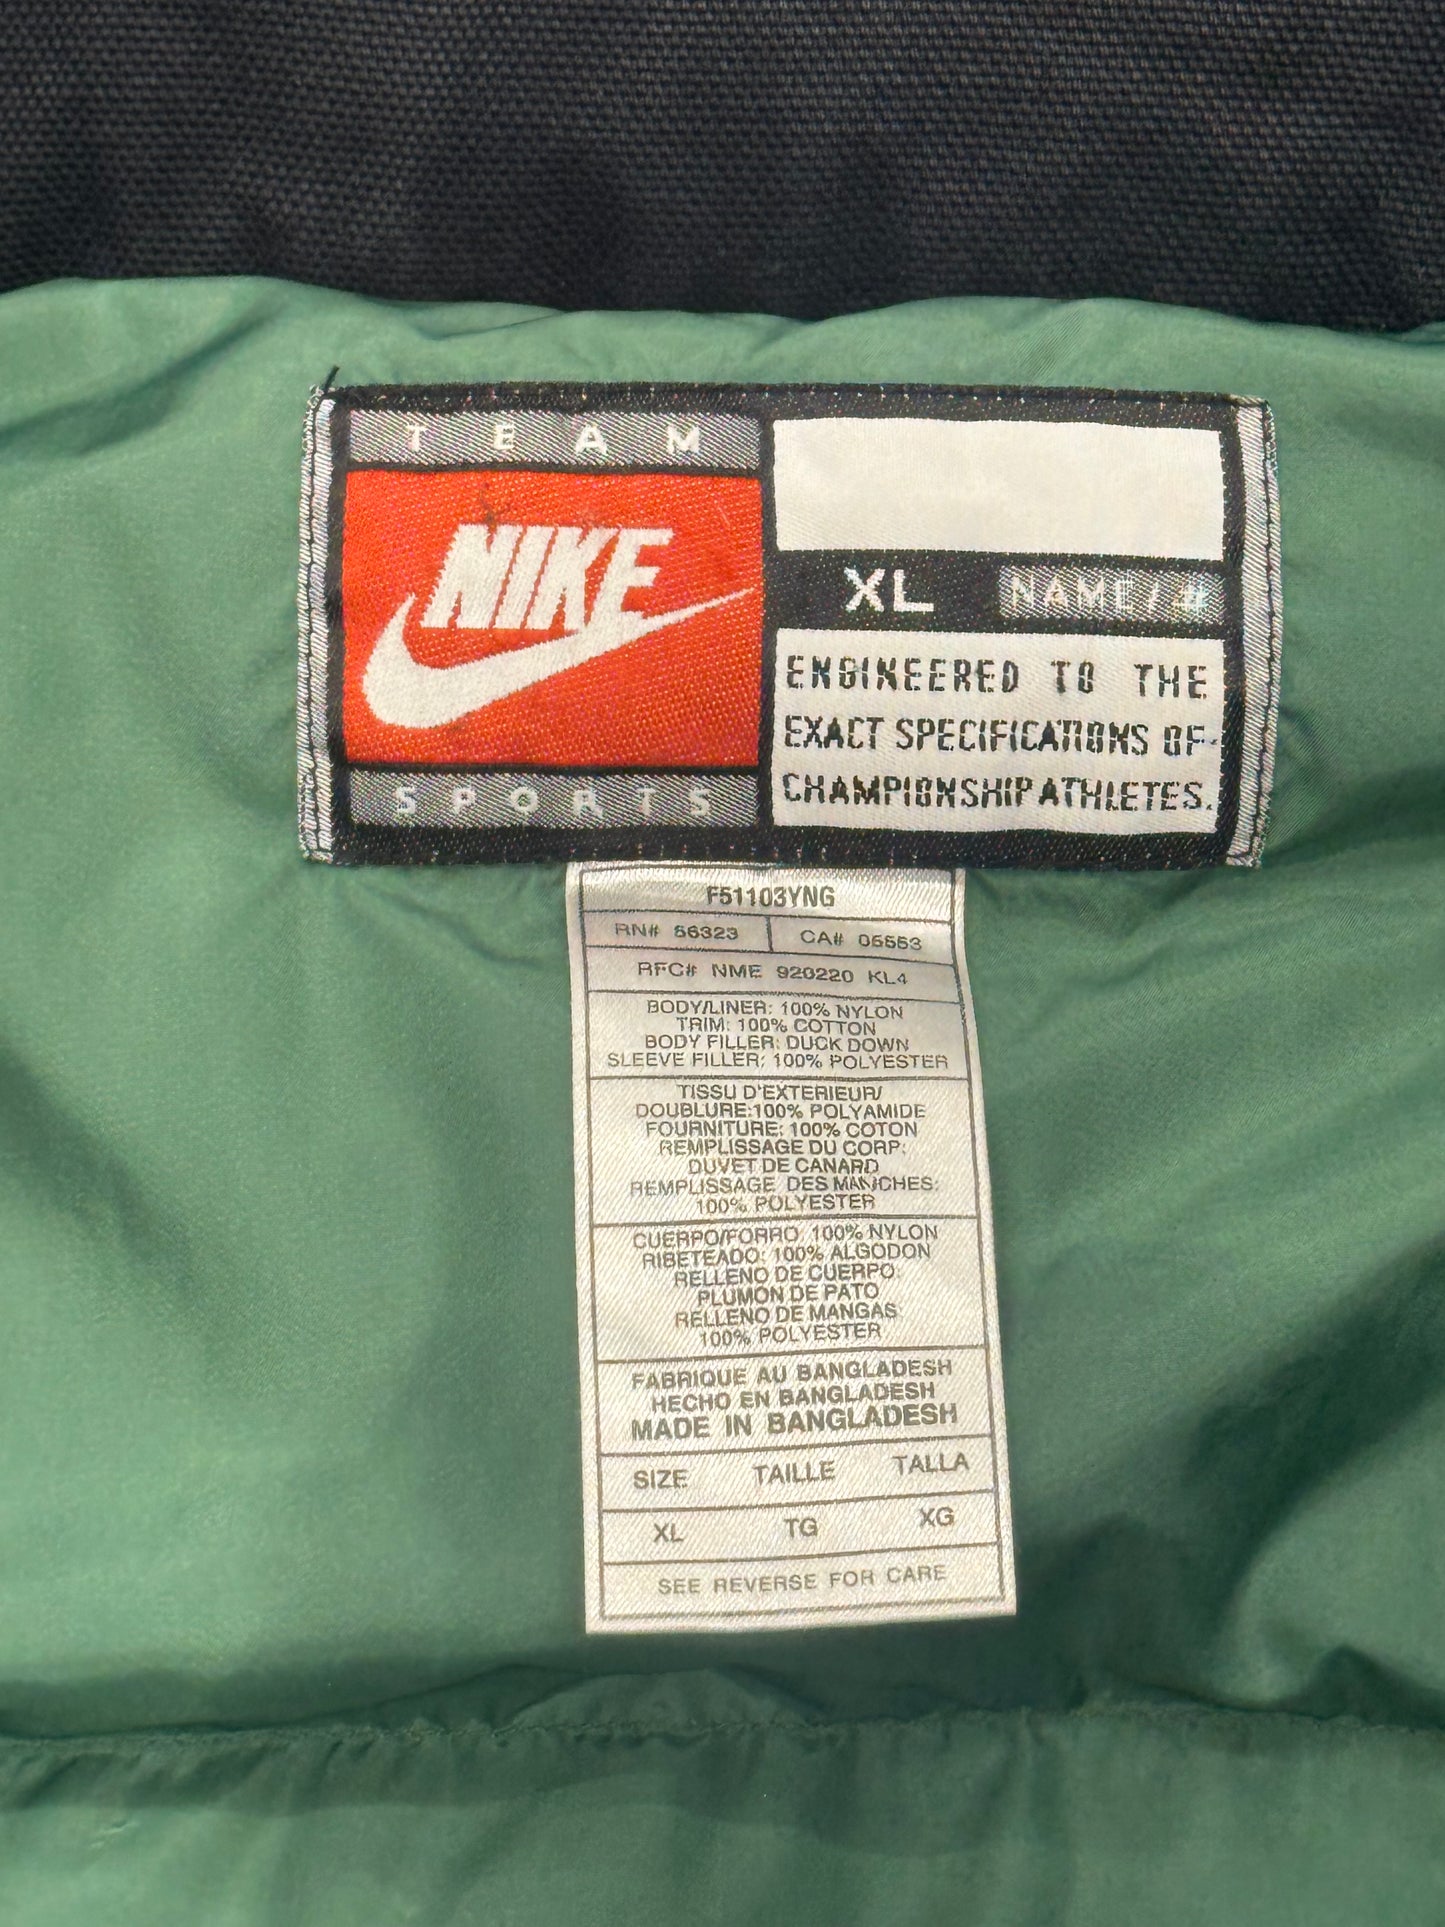 TEAM
NIKE
SPORTS
XL NAME/#
ENGINEERED TO THE
EXACT SPECIFICATIONS OF
CHAMPIONSHIP ATHLETES.
F51103YNG
RN# 56323 CA# 05553
RFC# NME 920220 KL4
BODY/LINER: 100% NYLON
TRIM: 100% COTTON
BODY FILLER: DUCK DOWN
SLEEVE FILLER: 100% POLYESTER
TISSU D'EXTERIEUR/
DOUBLURE:100% POLYAMIDE
FOURNITURE: 100% COTON
REMPLISSAGE DU CORP:
DUVET DE CANARD
REMPLISSAGE DES MANCHES:
100% POLYESTER
CUERPO/FORRO: 100% NYLON
RIBETEADO: 100% ALGODON
RELLENO DE CUERPO:
PLUMON DE PATO
RELLENO DE MANGAS
100% POLYESTER
FABRIQUE AU BANGLADESH
HECHO EN BANGLADESH
MADE IN BANGLADESH
SIZE TAILLE TALLA
XL TG XG
SEE REVERSE FOR CARE